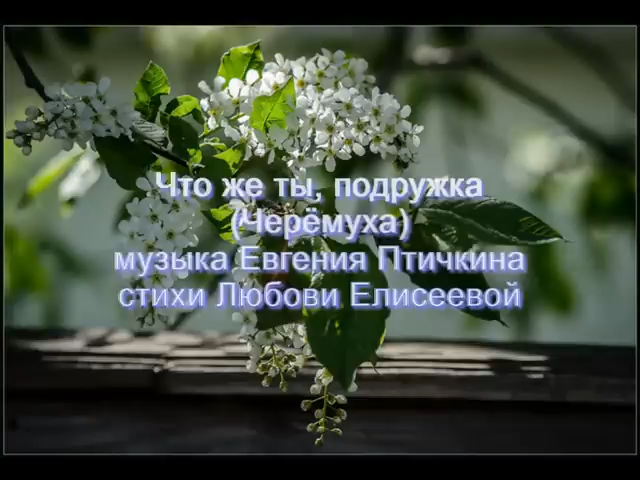 Что же ты, подружка
(Черёмуха)
музыка Евгения Птичкина
стихи Любови Елисеевой